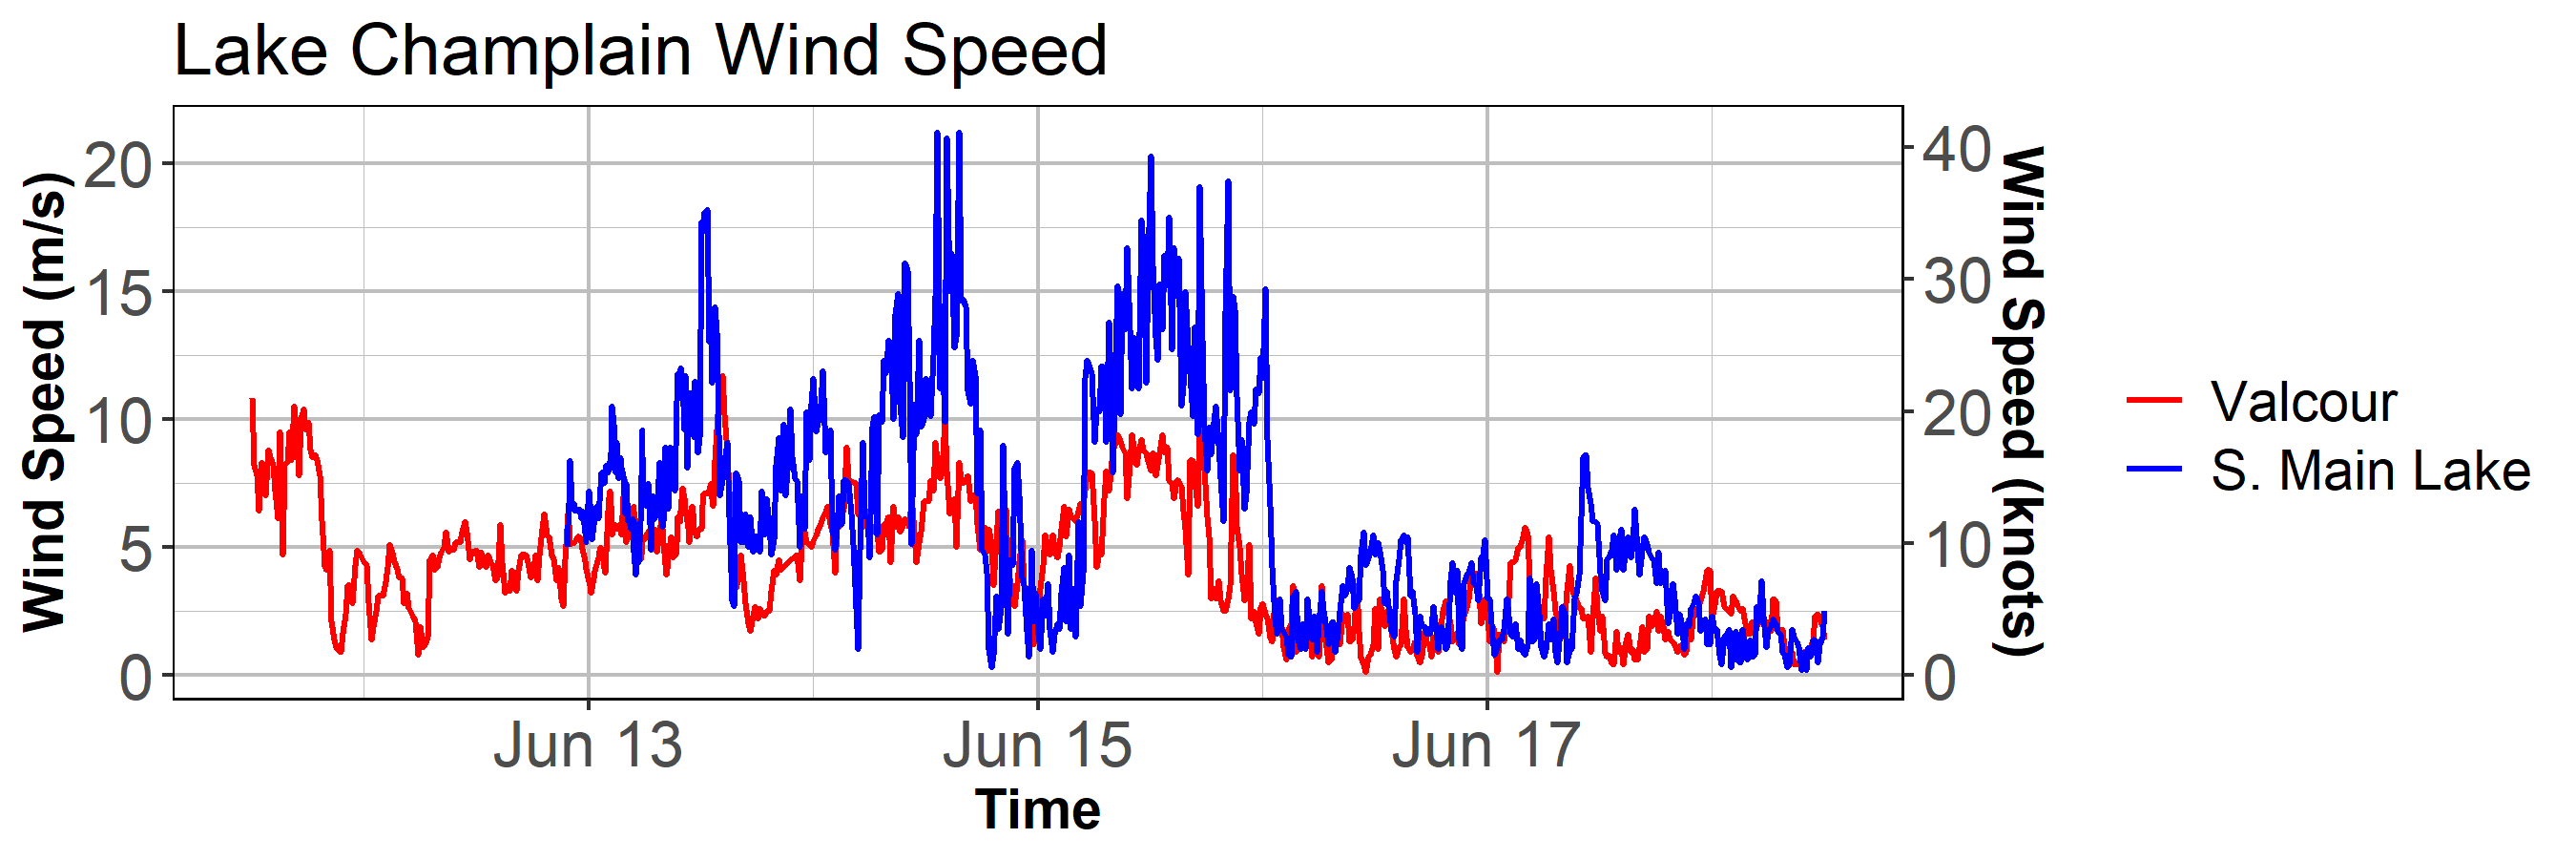 Lake Champlain Wind Speed
Wind Speed (m/s)
20
15
10
5
0
40
30
20
10
0
Wind Speed (knots)
Jun 13
Jun 15
Jun 17
Time
Valcour
S. Main Lake